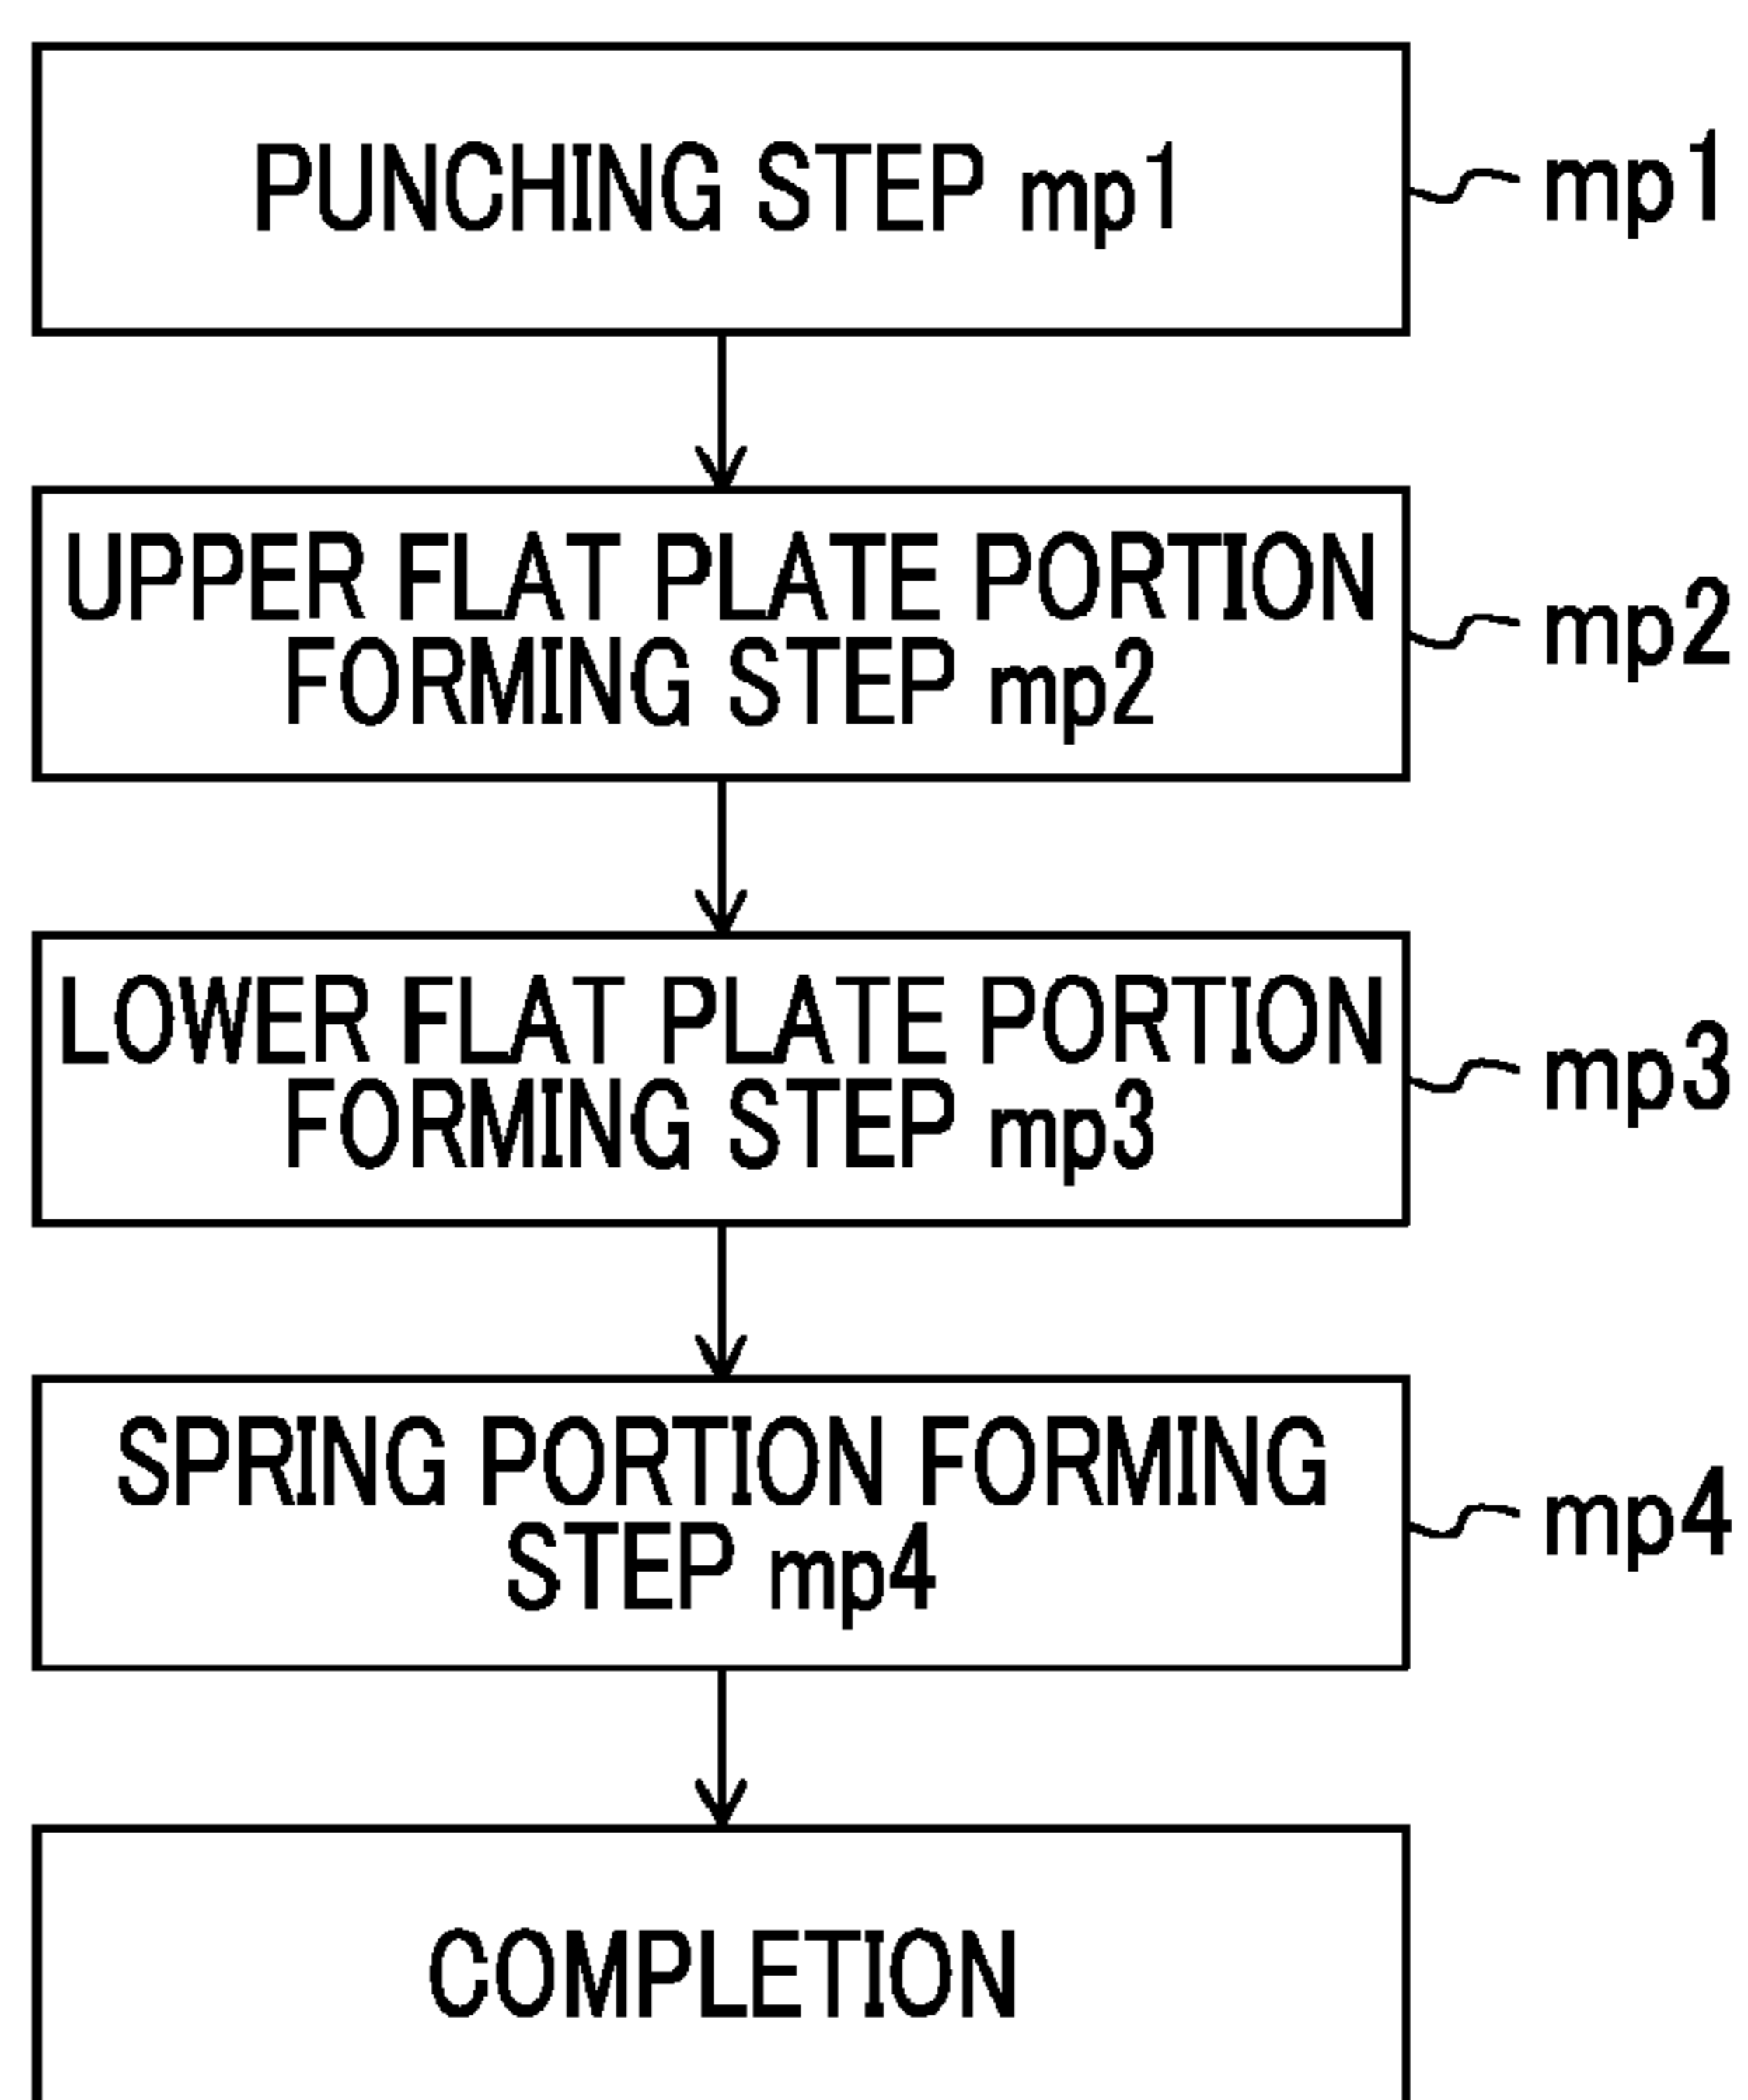 PUNCHING STEP mp1
mp1
UPPER FLAT PLATE PORTION
FORMING STEP mp2
mp2
LOWER FLAT PLATE PORTION
FORMING STEP mp3
mp3
SPRING PORTION FORMING
STEP mp4
mp4
COMPLETION